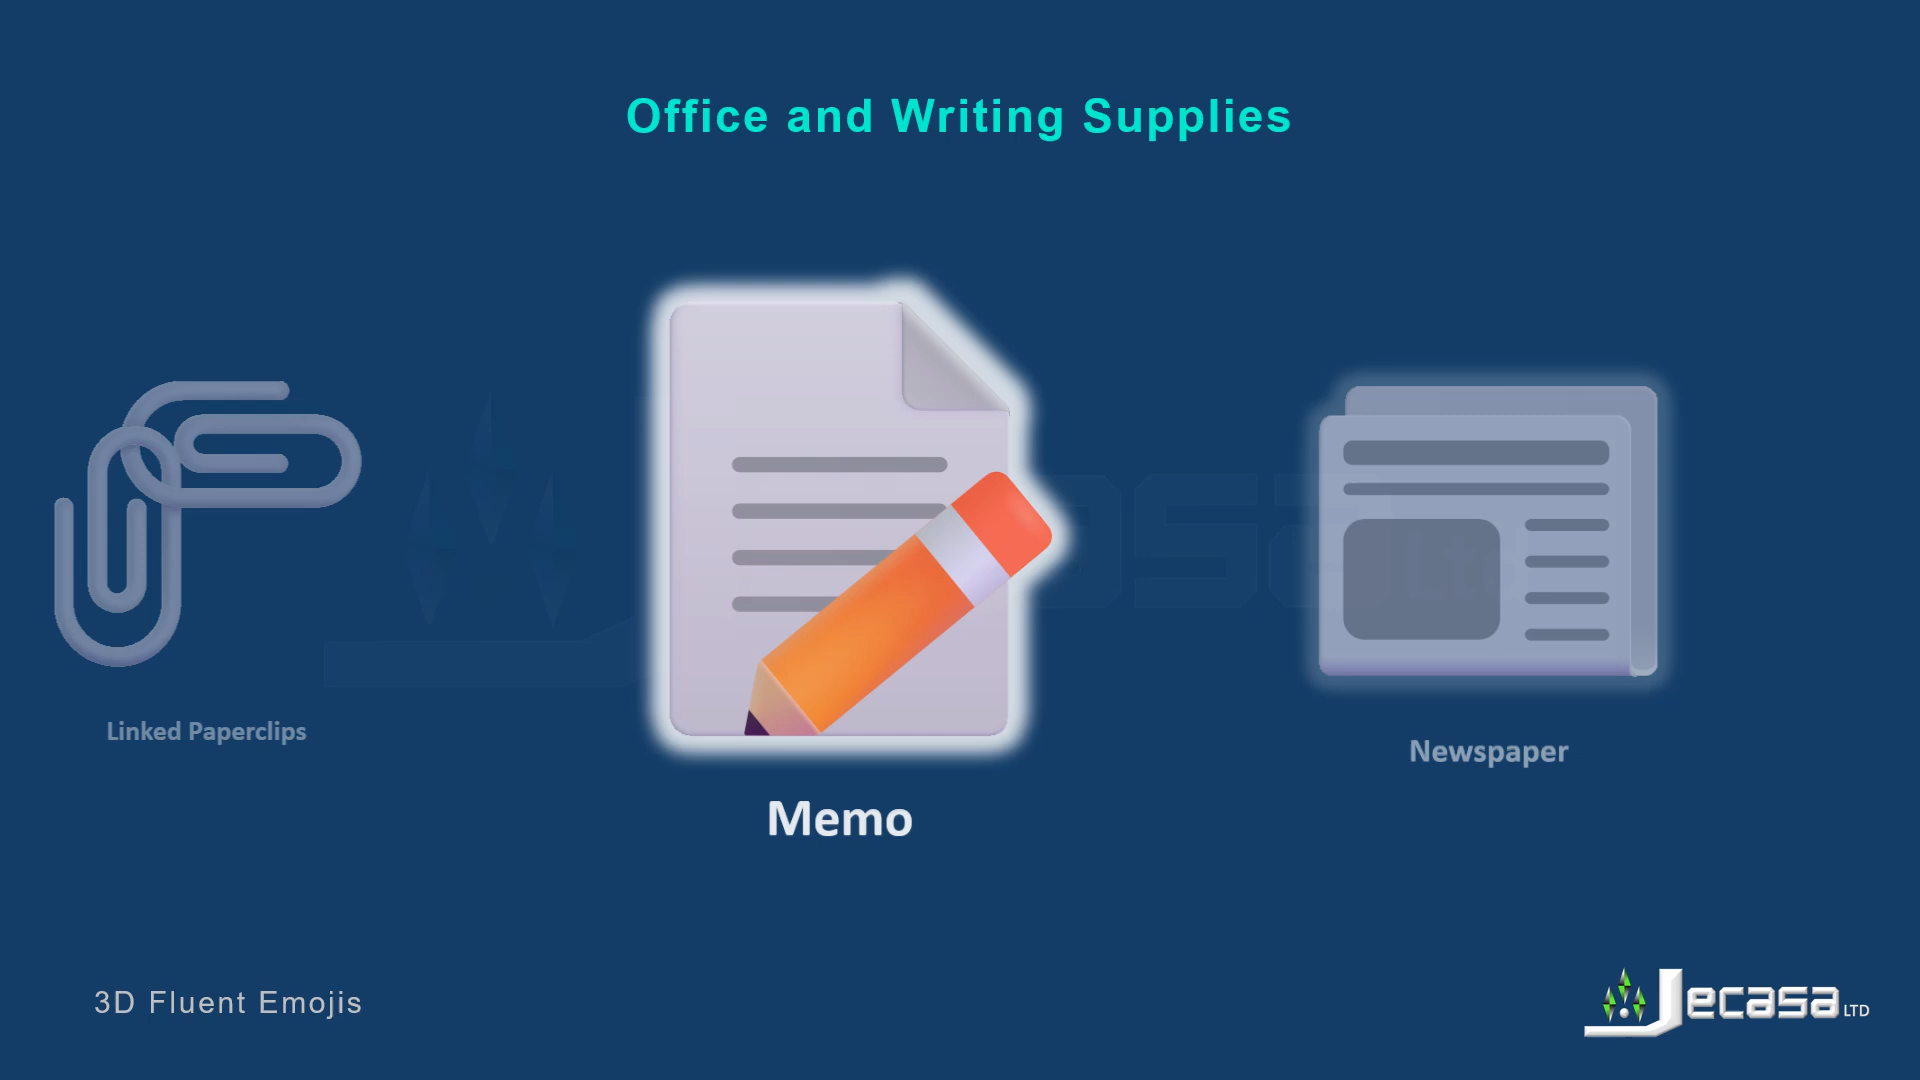 Office and Writing Supplies
Linked Paperclips
Memo
Newspaper
3D Fluent Emojis
Jecasa LTD